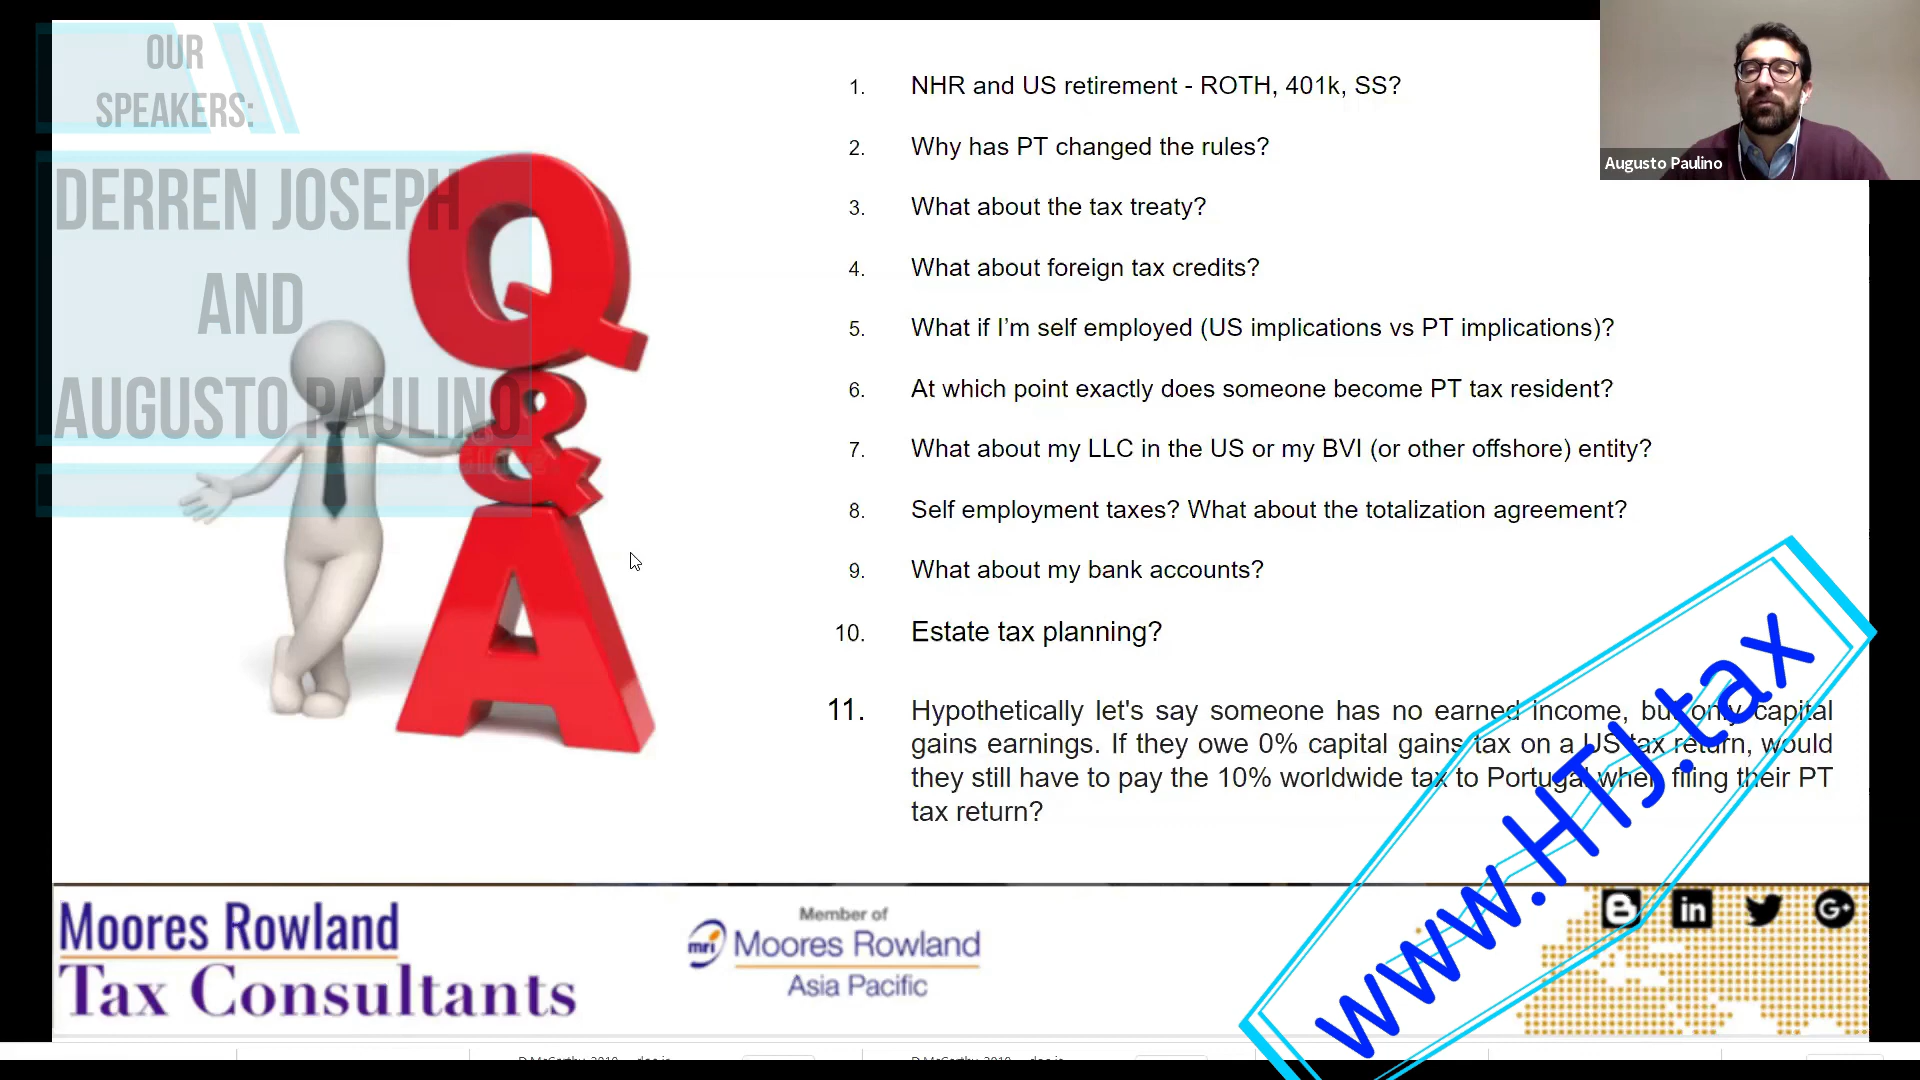 OUR
SPEAKERS:
DERREN JOSEPH
AND
AUGUSTO PAULINO
Q
&
A
1. NHR and US retirement - ROTH, 401k, SS?
2. Why has PT changed the rules?
3. What about the tax treaty?
4. What about foreign tax credits?
5. What if I'm self employed (US implications vs PT implications)?
6. At which point exactly does someone become PT tax resident?
7. What about my LLC in the US or my BVI (or other offshore) entity?
8. Self employment taxes? What about the totalization agreement?
9. What about my bank accounts?
10. Estate tax planning?
11. Hypothetically let's say someone has no earned income, but only capital
gains earnings. If they owe 0% capital gains tax on a US tax return, would
they still have to pay the 10% worldwide tax to Portugal when filing their PT
tax return?
Augusto Paulino
Moores Rowland
Tax Consultants
Member of
mri Moores Rowland
Asia Pacific
www.HTJ.tax
in
G+